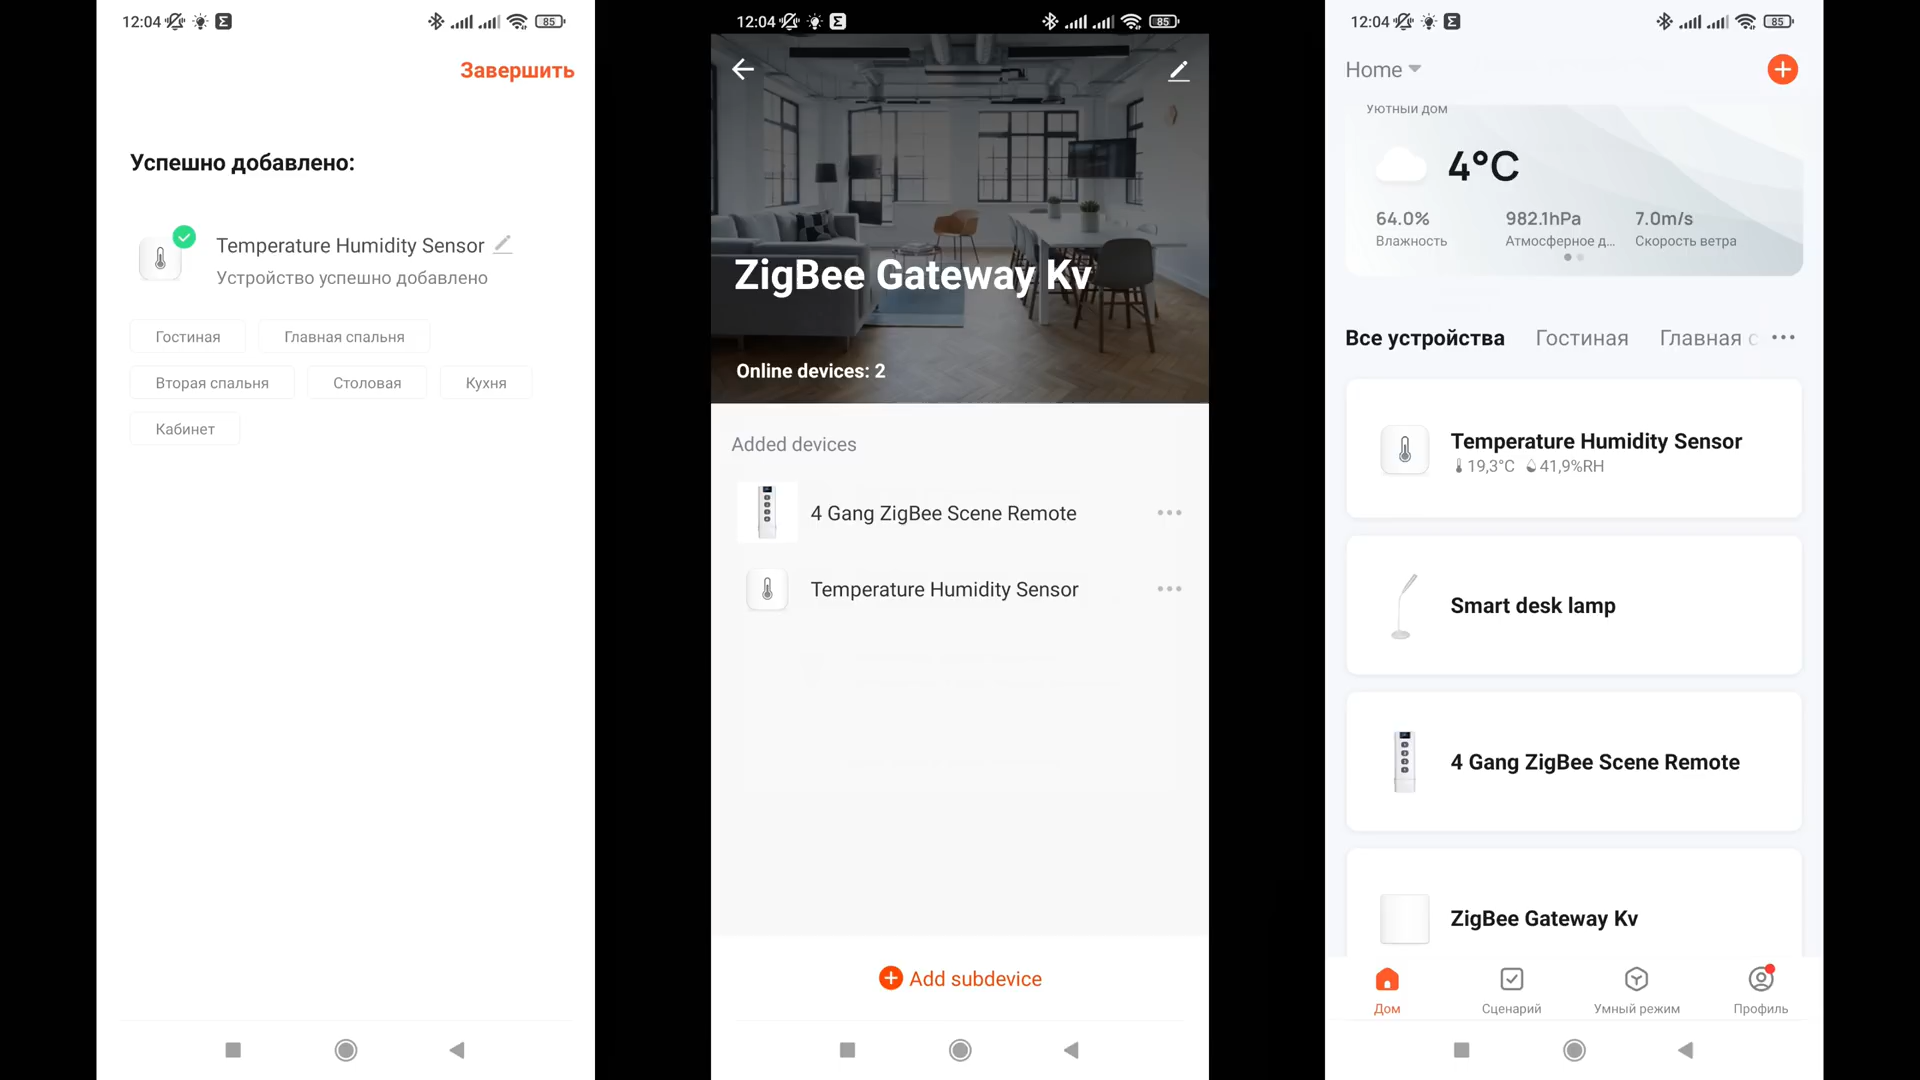 12:04
85
Завершить
Успешно добавлено:
Temperature Humidity Sensor
Устройство успешно добавлено
Гостиная
Главная спальня
Вторая спальня
Столовая
Кухня
Кабинет
12:04
85
ZigBee Gateway Kv
Online devices: 2
Added devices
4 Gang ZigBee Scene Remote
Temperature Humidity Sensor
Add subdevice
12:04
85
Home
Уютный дом
4°C
64.0% 982.1hPa 7.0m/s
Влажность Атмосферное д... Скорость ветра
Все устройства Гостиная Главная с
Temperature Humidity Sensor
19,3°C 41,9%RH
Smart desk lamp
4 Gang ZigBee Scene Remote
ZigBee Gateway Kv
Дом Сценарий Умный режим Профиль